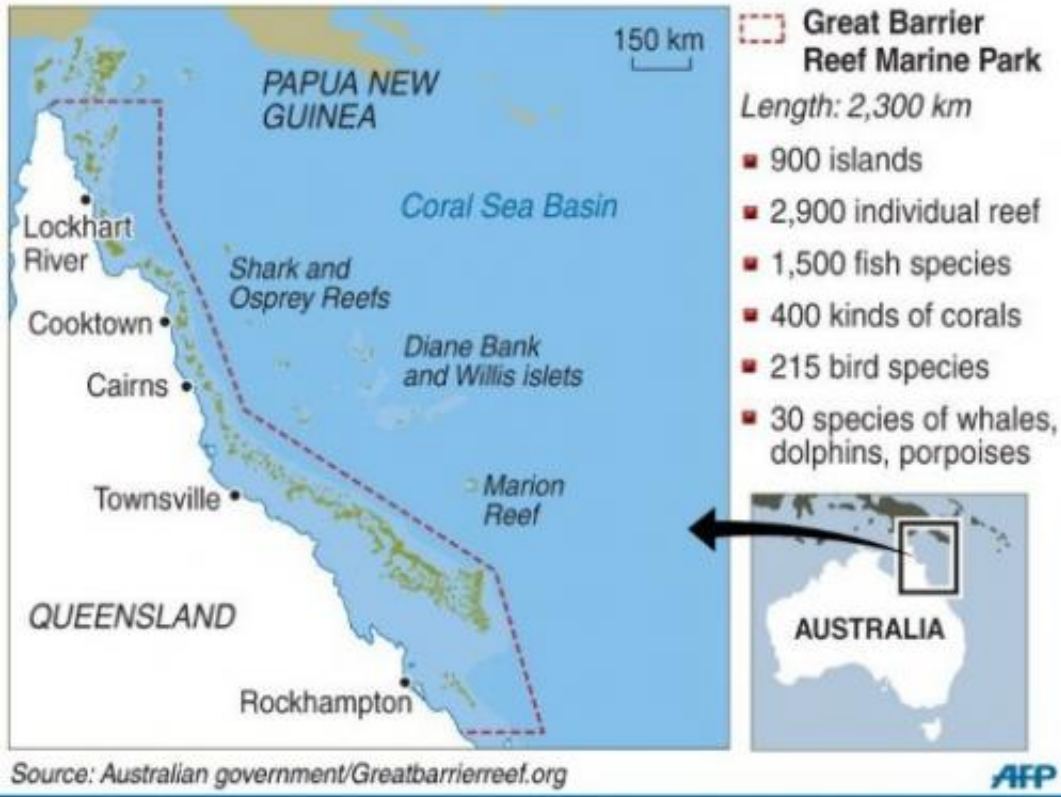 150 km
PAPUA NEW
GUINEA
Coral Sea Basin
Lockhart
River
Shark and
Osprey Reefs
Cooktown
Diane Bank
and Willis islets
Cairns
Townsville
Marion
Reef
QUEENSLAND
Rockhampton
Great Barrier
Reef Marine Park
Length: 2,300 km
900 islands
2,900 individual reef
1,500 fish species
400 kinds of corals
215 bird species
30 species of whales,
dolphins, porpoises
AUSTRALIA
Source: Australian government/Greatbarrierreef.org
AFP